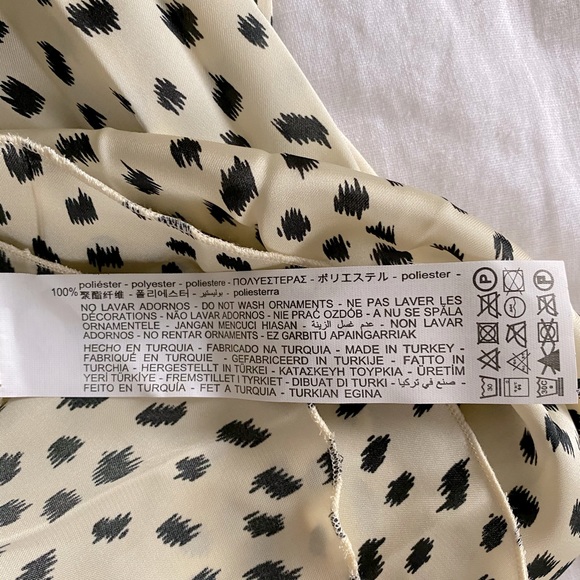 poliéster - polyester - poliestere - ΠΟΛΥΕΣΤΕΡΑΣ - ポリエステル - poliester -
100% 聚酯纤维 - 폴리에스터 - بوليستير - poliesterra
NO LAVAR ADORNOS - DO NOT WASH ORNAMENTS - NE PAS LAVER LES
DÉCORATIONS - NÃO LAVAR ADORNOS - NIE PRAĆ OZDÓB - A NU SE SPĂLA
ORNAMENTELE - JANGAN MENCUCI HIASAN - عدم غسل الزينة - NON LAVAR
ADORNOS - NO RENTAR ORNAMENTS - EZ GARBITU APAINGARRIAK
HECHO EN TURQUIA - FABRICADO NA TURQUIA - MADE IN TURKEY -
FABRIQUÉ EN TURQUIE - GEFABRICEERD IN TURKIJE - FATTO IN
TURCHIA - HERGESTELLT IN TÜRKEI - ΚΑΤΑΣΚΕΥΗ ΤΟΥΡΚΙΑ - ÜRETİM
YERİ TÜRKİYE - FREMSTILLET I TYRKIET - DIBUAT DI TURKI - صنع في تركيا -
FEITO EN TURQUÍA - FET A TURQUIA - TURKIAN EGINA